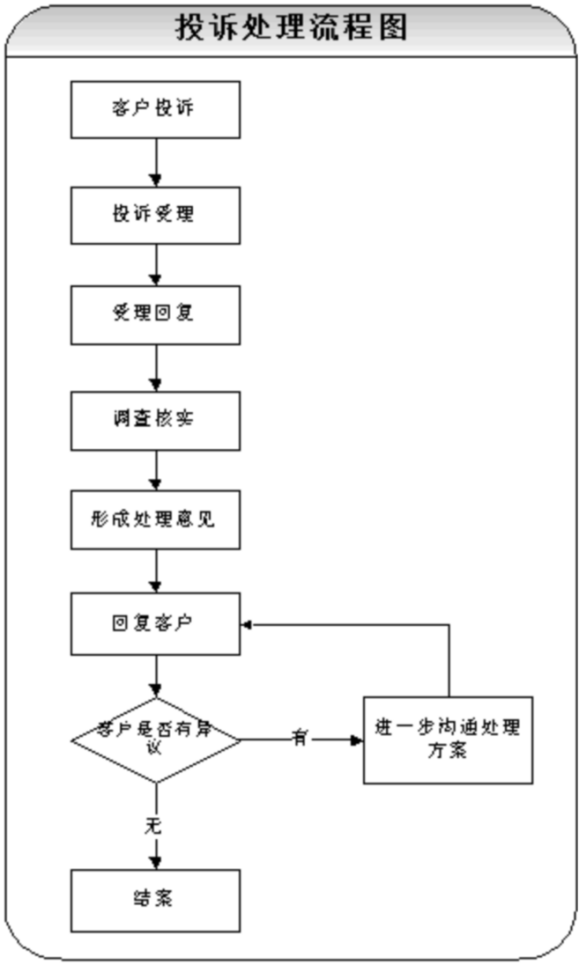 投诉处理流程图
客户投诉
投诉受理
受理回复
调查核实
形成处理意见
回复客户
客户是否有异
议
有
进一步沟通处理
方案
无
结案